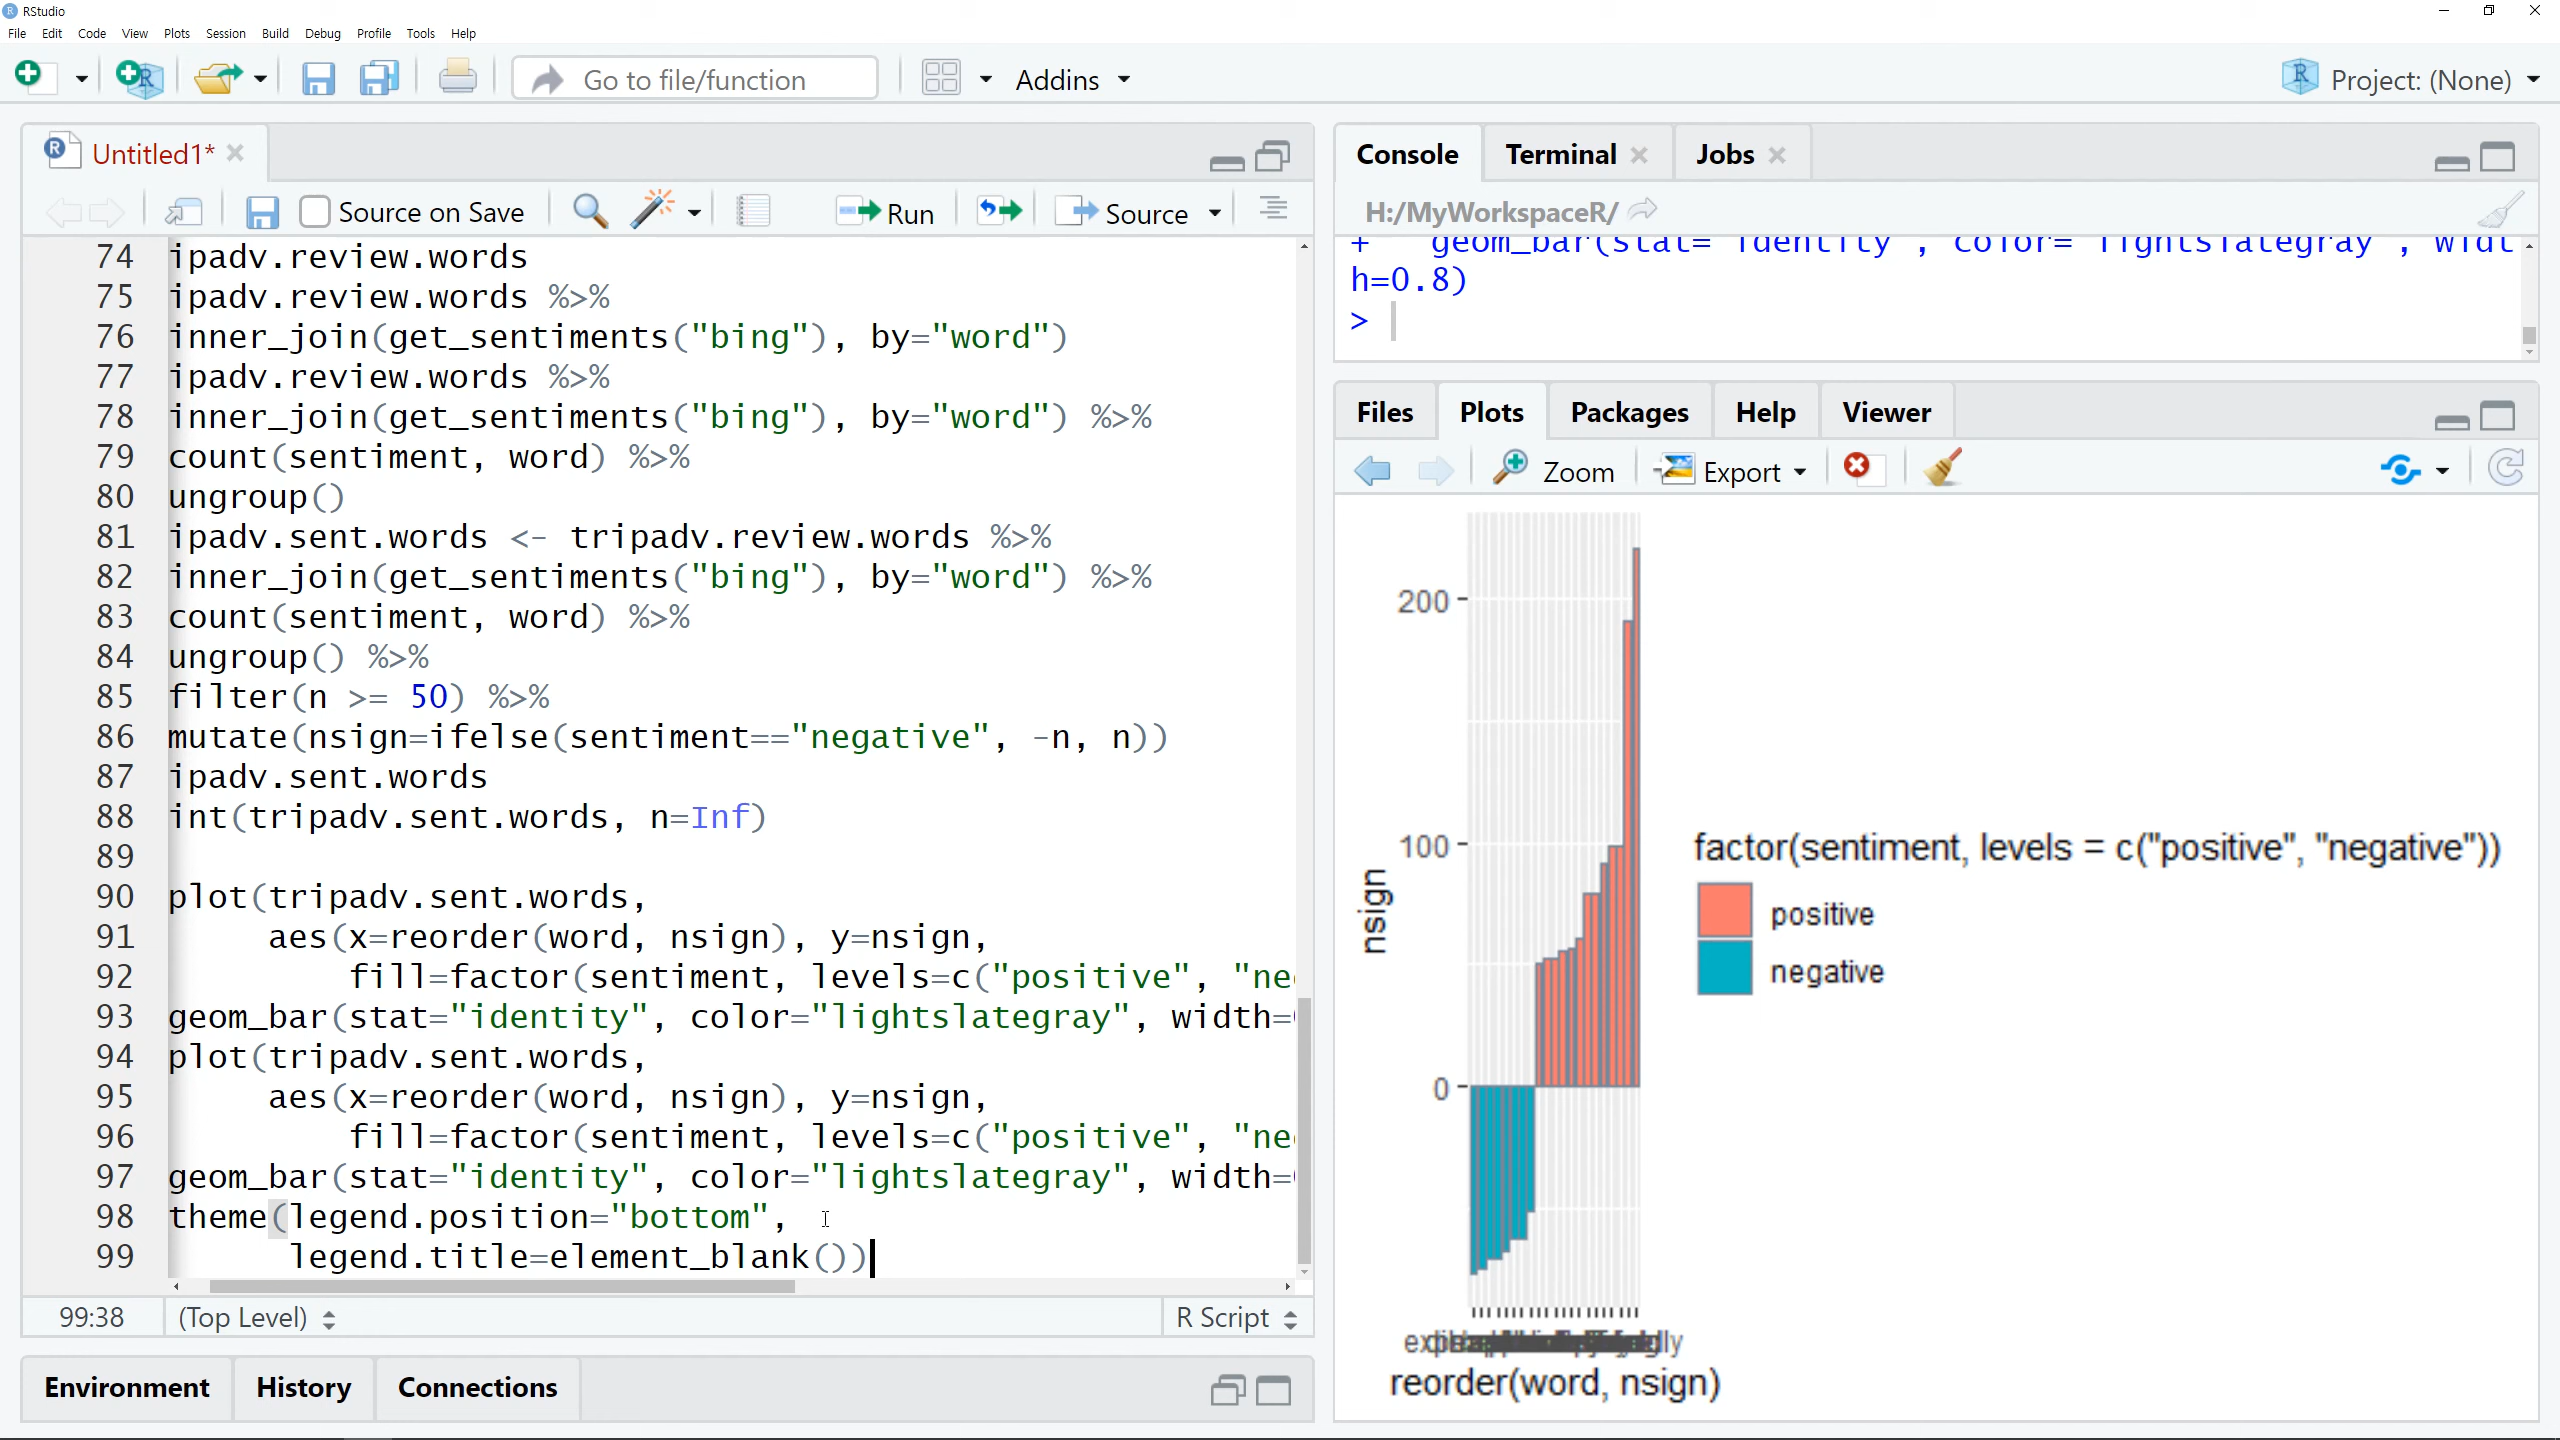 RStudio
File Edit Code View Plots Session Build Debug Profile Tools Help
Go to file/function Addins Project: (None)
Untitled1*
Source on Save Run Source
74 ipadv.review.words
75 ipadv.review.words %>%
76 inner_join(get_sentiments("bing"), by="word")
77 ipadv.review.words %>%
78 inner_join(get_sentiments("bing"), by="word") %>%
79 count(sentiment, word) %>%
80 ungroup()
81 ipadv.sent.words <- tripadv.review.words %>%
82 inner_join(get_sentiments("bing"), by="word") %>%
83 count(sentiment, word) %>%
84 ungroup() %>%
85 filter(n >= 50) %>%
86 mutate(nsign=ifelse(sentiment=="negative", -n, n))
87 ipadv.sent.words
88 int(tripadv.sent.words, n=Inf)
89
90 plot(tripadv.sent.words,
91 aes(x=reorder(word, nsign), y=nsign,
92 fill=factor(sentiment, levels=c("positive", "ne
93 geom_bar(stat="identity", color="lightslategray", width=
94 plot(tripadv.sent.words,
95 aes(x=reorder(word, nsign), y=nsign,
96 fill=factor(sentiment, levels=c("positive", "ne
97 geom_bar(stat="identity", color="lightslategray", width=
98 theme(legend.position="bottom",
99 legend.title=element_blank())
99:38 (Top Level) R Script
Environment History Connections
Console Terminal Jobs
H:/MyWorkspaceR/
+ geom_bar(stat="identity", color="lightslategray", widt
h=0.8)
>
Files Plots Packages Help Viewer
Zoom Export
200
100
0
nsign
factor(sentiment, levels = c("positive", "negative"))
positive
negative
reorder(word, nsign)